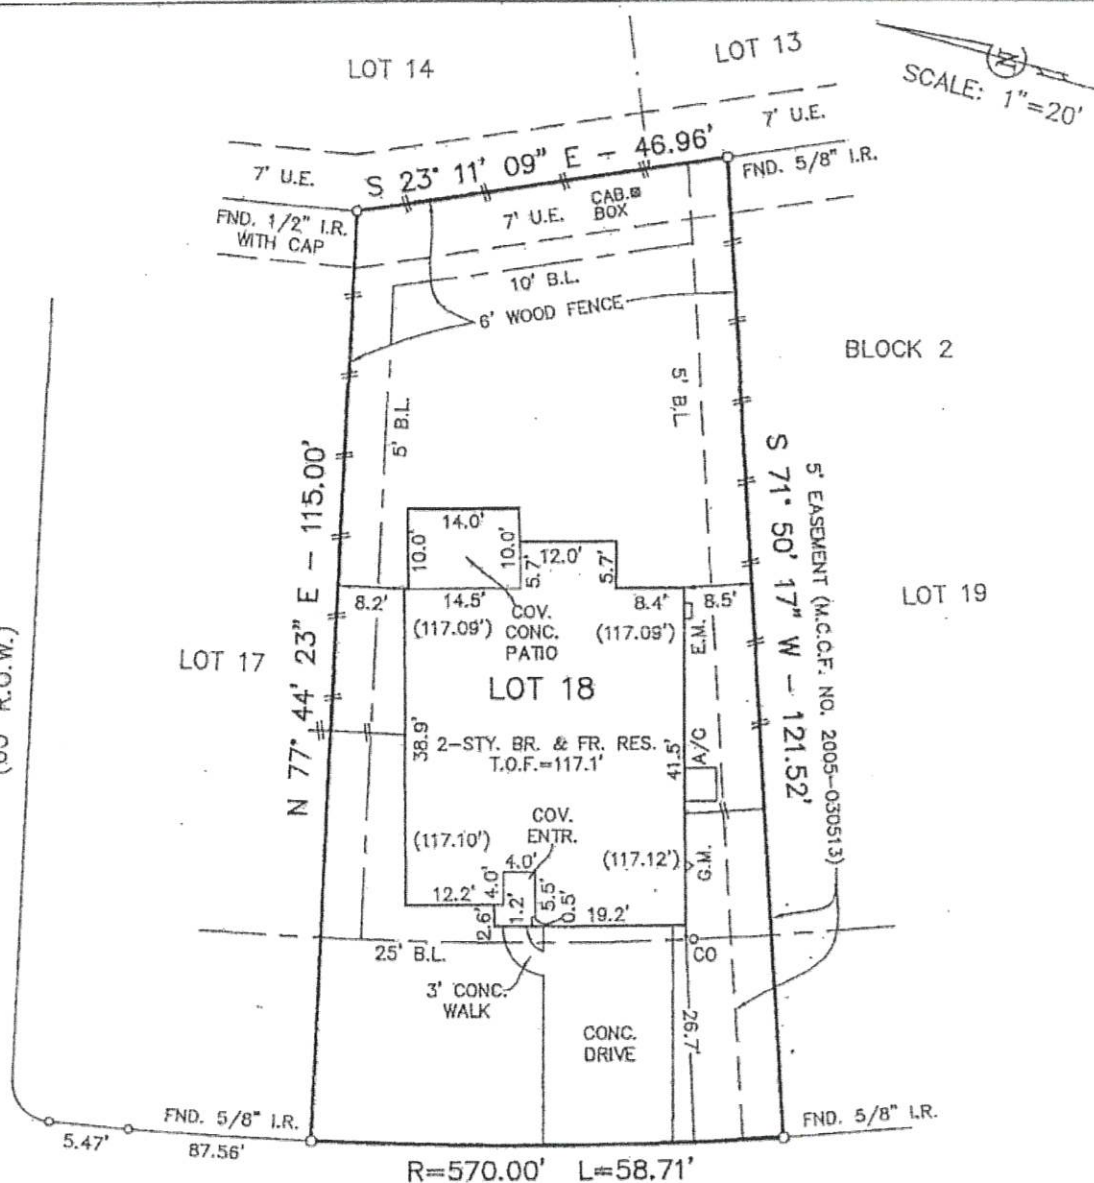 LOT 14
LOT 13
SCALE: 1"=20'
7' U.E.
7' U.E.
S 23° 11' 09" E - 46.96'
FND. 5/8" I.R.
FND. 1/2" I.R.
WITH CAP
7' U.E.
CAB.
BOX
10' B.L.
6' WOOD FENCE
BLOCK 2
5' B.L.
5' B.L.
N 77° 44' 23" E - 115.00'
S 71° 50' 17" W - 121.52'
5' EASEMENT (M.C.C.F. NO. 2005-030513)
14.0'
10.0'
10.0'
12.0'
5.7'
5.7'
8.2'
14.5'
8.4'
8.5'
(117.09')
COV.
CONC.
PATIO
(117.09')
E.M.
LOT 19
LOT 17
LOT 18
38.9'
2-STY. BR. & FR. RES.
T.O.F.=117.1'
41.5'
A/C
(117.10')
COV.
ENTR.
(117.12')
G.M.
4.0'
12.2'
4.0'
2.6'
1.2'
5.5'
0.5'
19.2'
25' B.L.
CO
3' CONC.
WALK
CONC.
DRIVE
26.7'
R.O.W.)
FND. 5/8" I.R.
FND. 5/8" I.R.
5.47'
87.56'
R=570.00' L=58.71'